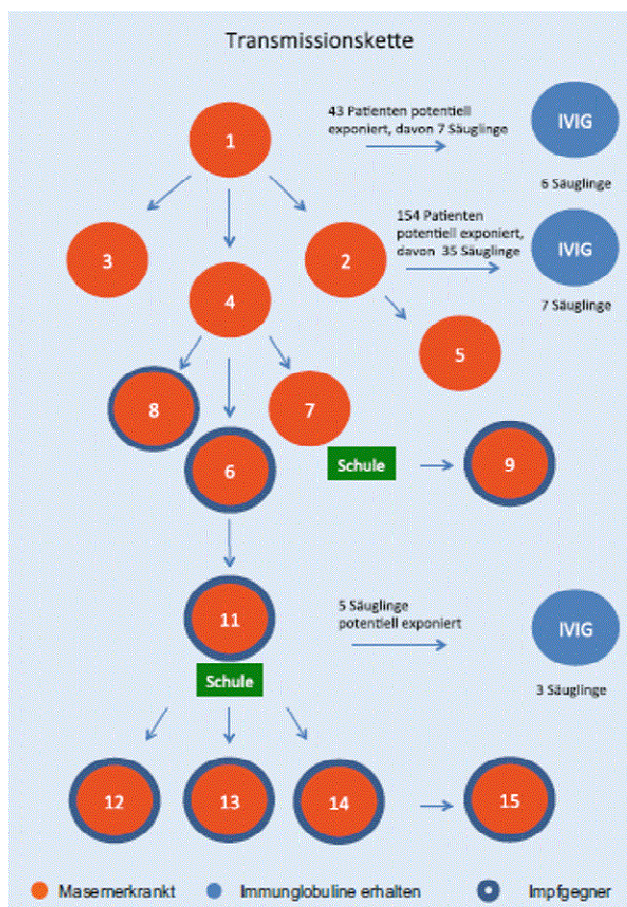 Transmissionskette
43 Patienten potentiell
exponiert, davon 7 Säuglinge
IVIG
1
6 Säuglinge
154 Patienten
potentiell exponiert,
davon 35 Säuglinge
IVIG
3
2
7 Säuglinge
4
5
8
7
6
Schule
9
11
5 Säuglinge
potentiell exponiert
IVIG
Schule
3 Säuglinge
12
13
14
15
Masernerkrankt
Immunglobuline erhalten
Impfgegner